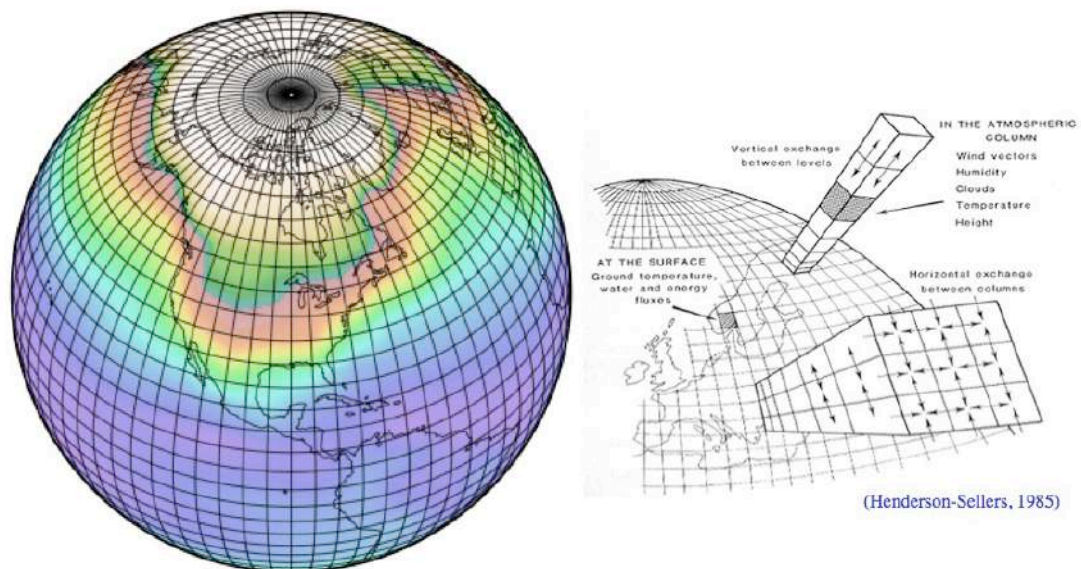 IN THE ATMOSPHERIC
COLUMN
Wind vectors
Humidity
Clouds
Temperature
Height
Vertical exchange
between levels
AT THE SURFACE
Ground temperature,
water and energy
fluxes
Horizontal exchange
between columns
(Henderson-Sellers, 1985)